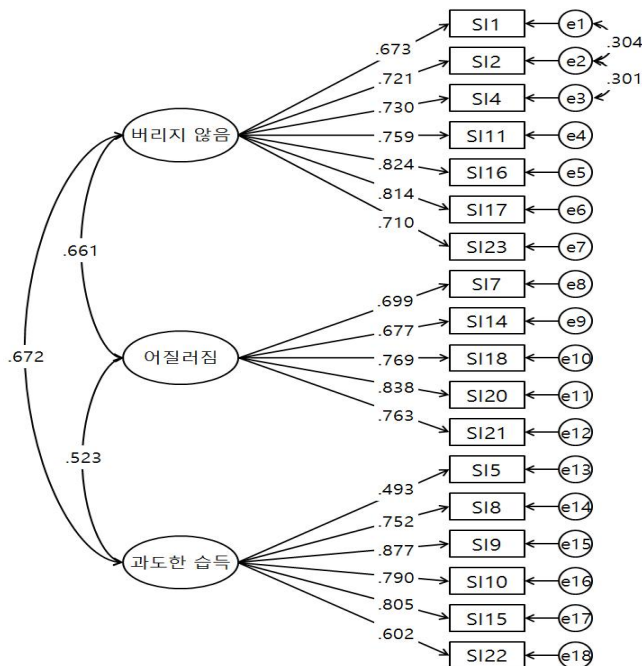 SI1 e1
.304
.673
SI2 e2
.301
.721
SI4 e3
.730
버리지 않음
SI11 e4
.759
SI16 e5
.824
.814
SI17 e6
.710
SI23 e7
.661
SI7 e8
.699
SI14 e9
.677
.672
어질러짐
.769
SI18 e10
.838
SI20 e11
.763
SI21 e12
.523
SI5 e13
.493
SI8 e14
.752
SI9 e15
.877
과도한 습득
.790
SI10 e16
.805
SI15 e17
.602
SI22 e18